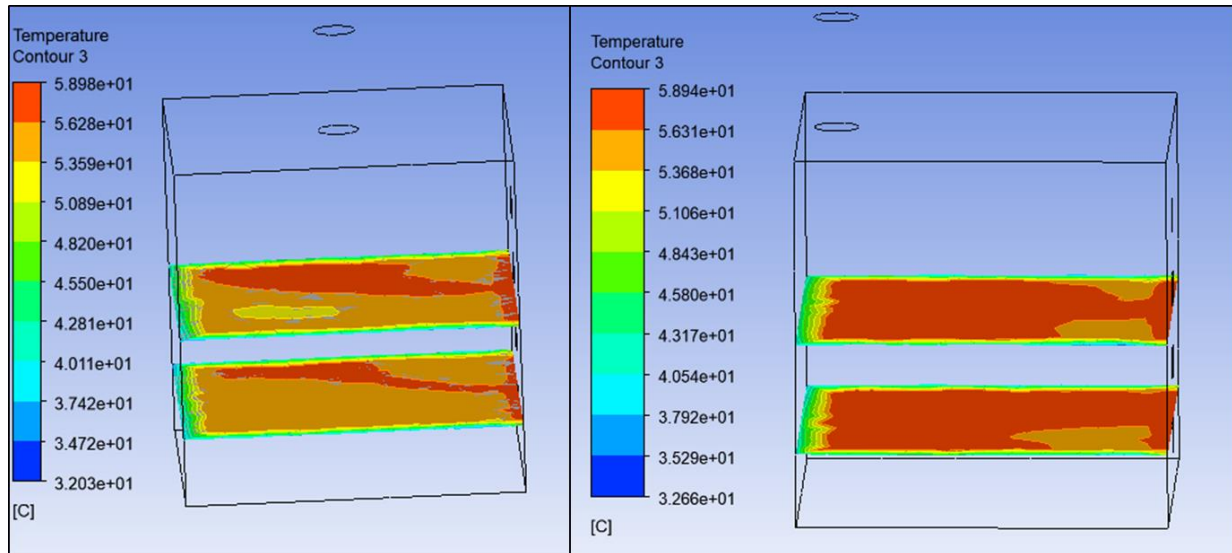 Temperature
Contour 3
5.898e+01
5.628e+01
5.359e+01
5.089e+01
4.820e+01
4.550e+01
4.281e+01
4.011e+01
3.742e+01
3.472e+01
3.203e+01
[C]
Temperature
Contour 3
5.894e+01
5.631e+01
5.368e+01
5.106e+01
4.843e+01
4.580e+01
4.317e+01
4.054e+01
3.792e+01
3.529e+01
3.266e+01
[C]